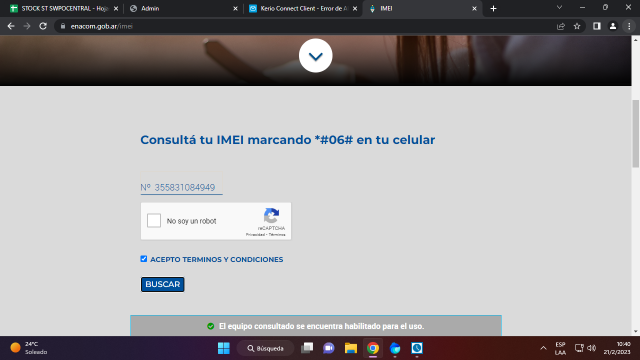 STOCK ST SWPOCENTRAL - Hoja
Admin
Kerio Connect Client - Error de A
IMEI
enacom.gob.ar/imei
Consultá tu IMEI marcando *#06# en tu celular
Nº 355831084949
No soy un robot
reCAPTCHA
Privacidad - Términos
ACEPTO TERMINOS Y CONDICIONES
BUSCAR
El equipo consultado se encuentra habilitado para el uso.
24°C
Soleado
Búsqueda
ESP
LAA
10:40
21/2/2023